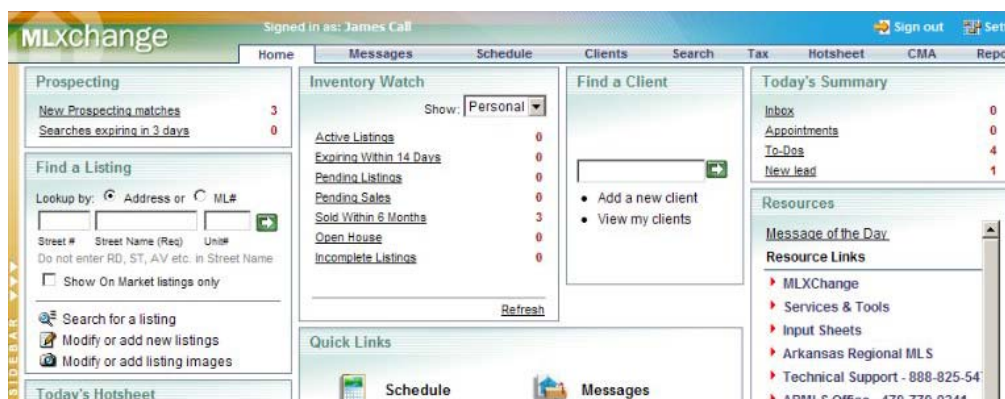 MLXchange
Signed in as: James Call
Sign out
Home Messages Schedule Clients Search Tax Hotsheet CMA
Prospecting
New Prospecting matches 3
Searches expiring in 3 days 0
Find a Listing
Lookup by: Address or ML#
Street # Street Name (Req) Unit#
Do not enter RD, ST, AV etc. in Street Name
Show On Market listings only
Search for a listing
Modify or add new listings
Modify or add listing images
Today's Hotsheet
SIDEBAR
Inventory Watch
Show: Personal
Active Listings 0
Expiring Within 14 Days 0
Pending Listings 0
Pending Sales 0
Sold Within 6 Months 3
Open House 0
Incomplete Listings 0
Refresh
Quick Links
Schedule Messages
Find a Client
Add a new client
View my clients
Today's Summary
Inbox 0
Appointments 0
To-Dos 4
New lead 1
Resources
Message of the Day
Resource Links
MLXChange
Services & Tools
Input Sheets
Arkansas Regional MLS
Technical Support - 888-825-54